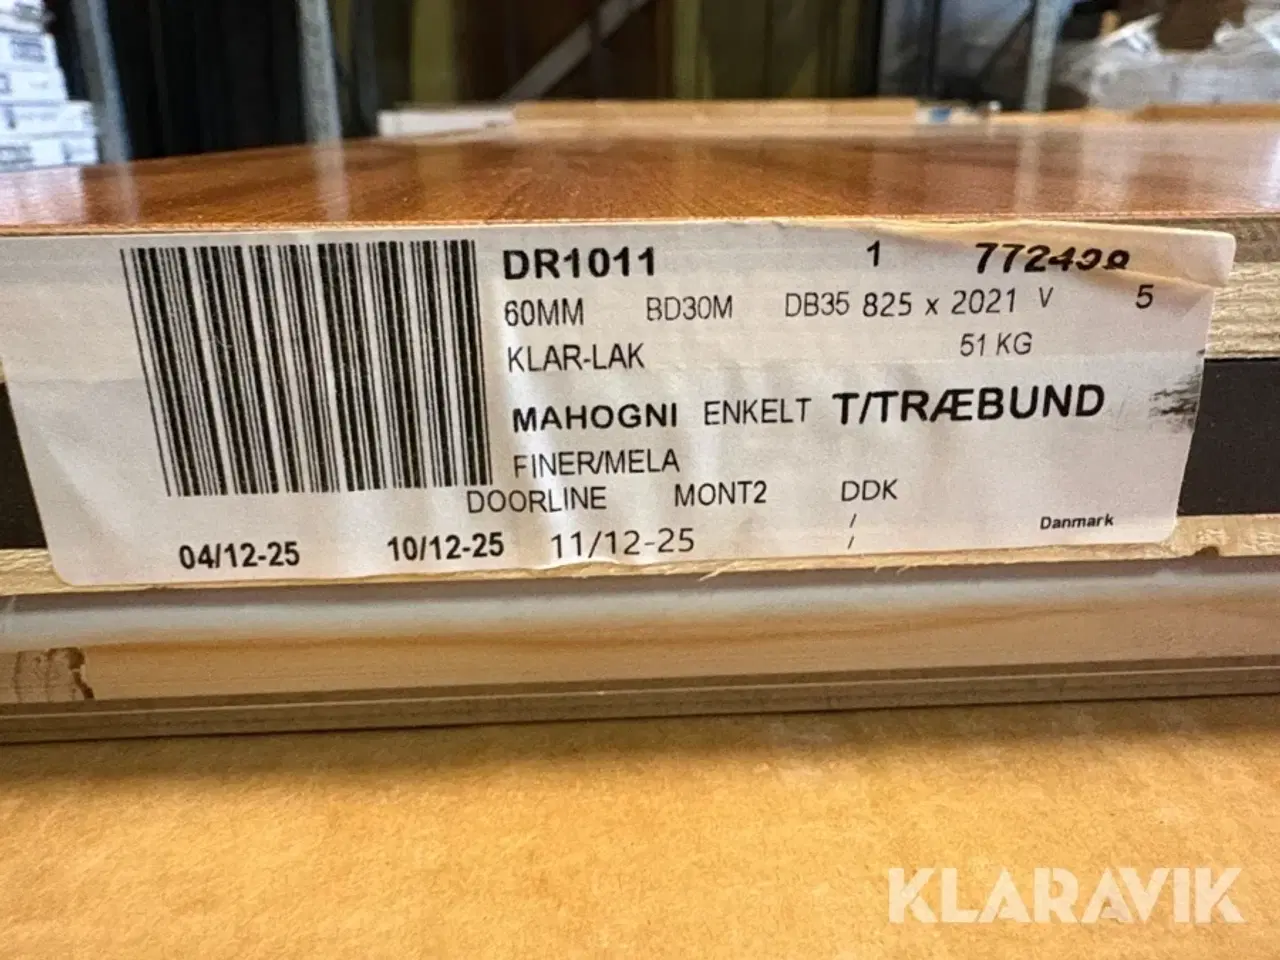 DR1011 1
60MM BD30M DB35 825 x 2021 V 5
KLAR-LAK 51 KG
MAHOGNI ENKELT T/TRÆBUND
FINER/MELA
DOORLINE MONT2 DDK
/
04/12-25 10/12-25 11/12-25 /
Danmark
KLARAVIK